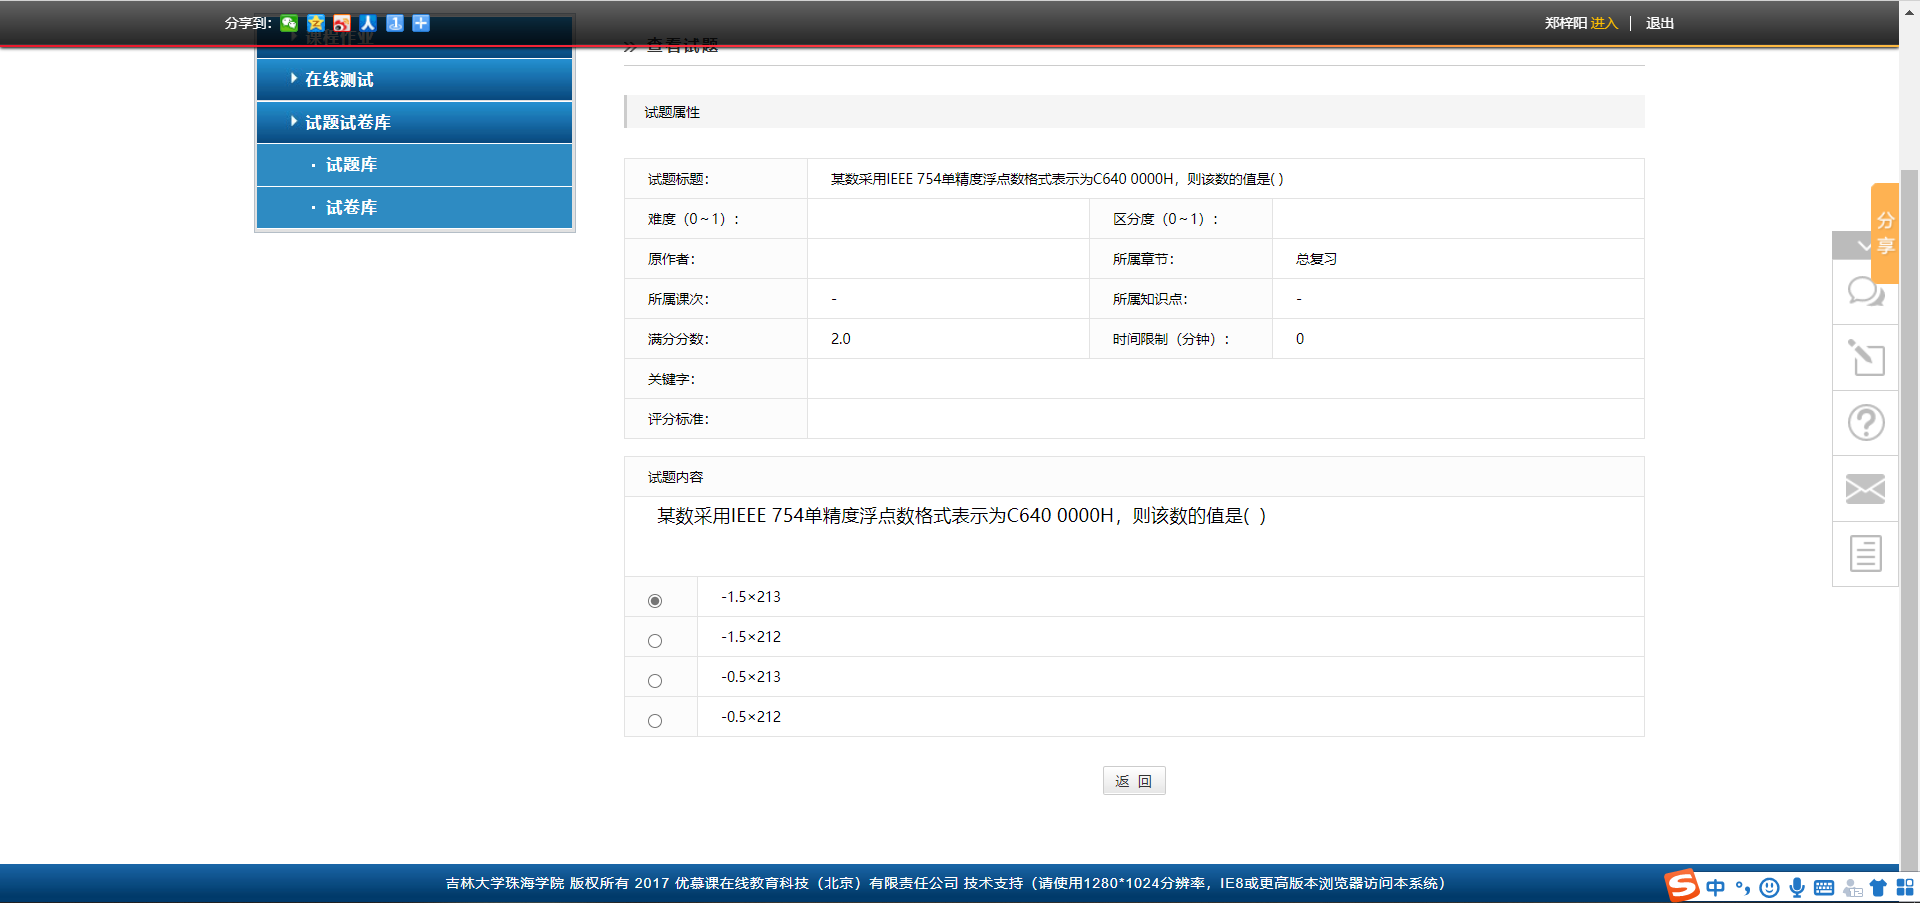 分享到：
郑梓阳 进入 | 退出
课程作业
在线测试
试题试卷库
· 试题库
· 试卷库
查看试题
试题属性
试题标题： 某数采用IEEE 754单精度浮点数格式表示为C640 0000H，则该数的值是( )
难度（0～1）： 区分度（0～1）：
原作者： 所属章节： 总复习
所属课次： - 所属知识点： -
满分分数： 2.0 时间限制（分钟）： 0
关键字：
评分标准：
试题内容
某数采用IEEE 754单精度浮点数格式表示为C640 0000H，则该数的值是( )
-1.5×213
-1.5×212
-0.5×213
-0.5×212
返 回
分享
吉林大学珠海学院 版权所有 2017 优慕课在线教育科技（北京）有限责任公司 技术支持（请使用1280*1024分辨率，IE8或更高版本浏览器访问本系统）
中